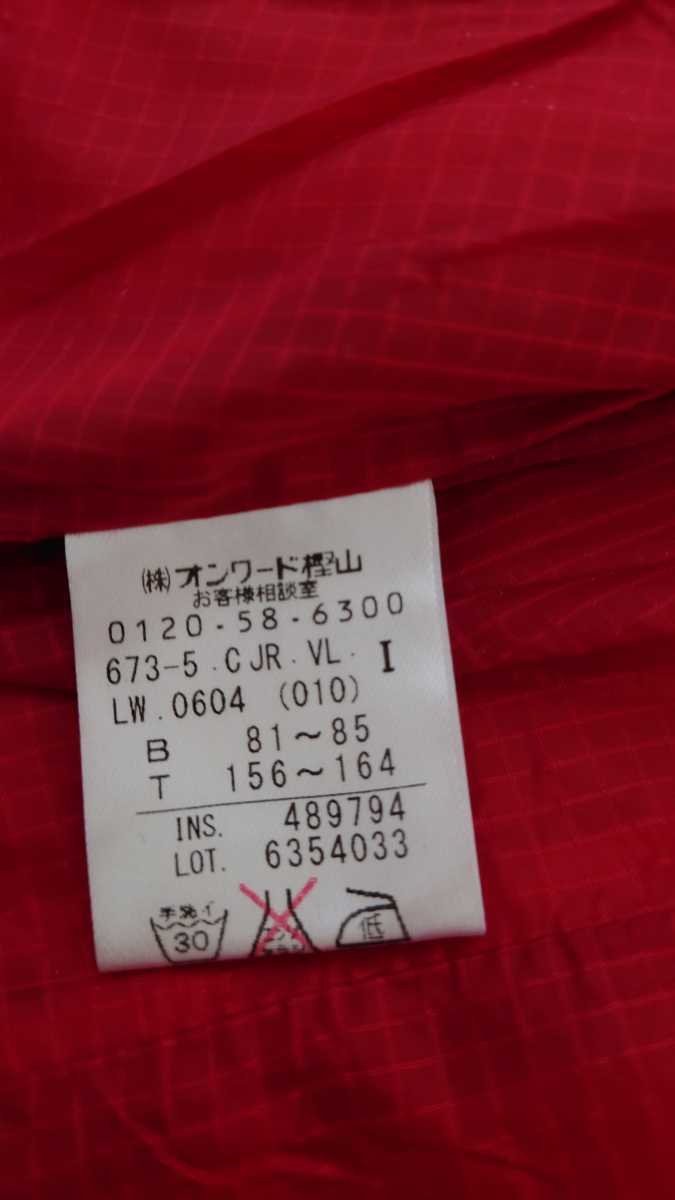 (株)オンワード樫山
お客様相談室
0120-58-6300
673-5.CJR.VL. I
LW.0604 (010)
B 81～85
T 156～164
INS. 489794
LOT. 6354033
手洗イ
30
低